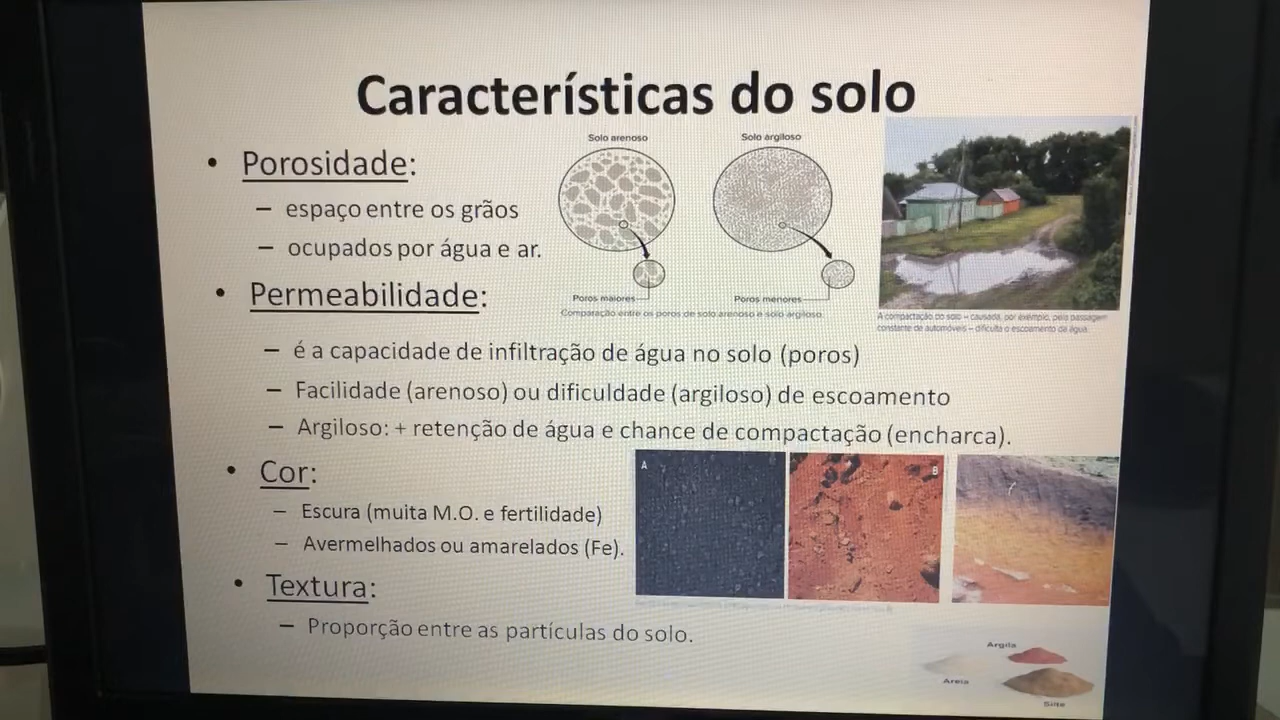 Características do solo
• Porosidade:
– espaço entre os grãos
– ocupados por água e ar.
Solo arenoso
Solo argiloso
Poros maiores
Poros menores
Comparação entre os poros de solo arenoso e solo argiloso.
A compactação do solo – causada, por exemplo, pela passagem
constante de automóveis – dificulta o escoamento da água.
• Permeabilidade:
– é a capacidade de infiltração de água no solo (poros)
– Facilidade (arenoso) ou dificuldade (argiloso) de escoamento
– Argiloso: + retenção de água e chance de compactação (encharca).
• Cor:
– Escura (muita M.O. e fertilidade)
– Avermelhados ou amarelados (Fe).
A
B
• Textura:
– Proporção entre as partículas do solo.
Argila
Areia
Silte